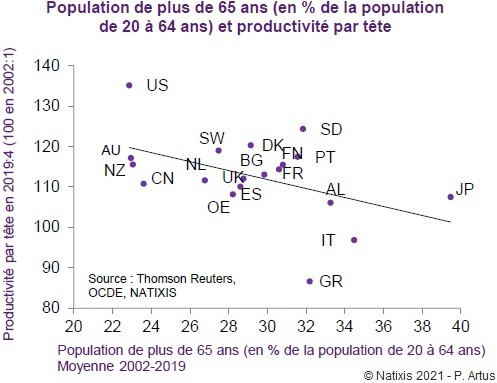 Population de plus de 65 ans (en % de la population
de 20 à 64 ans) et productivité par tête
Productivité par tête en 2019:4 (100 en 2002:1)
140
130
120
110
100
90
80
US
AU
NZ
CN
SW
NL
OE
UK
BG
ES
DK
FN
FR
SD
PT
AL
IT
GR
JP
Source : Thomson Reuters,
OCDE, NATIXIS
20 22 24 26 28 30 32 34 36 38 40
Population de plus de 65 ans (en % de la population de 20 à 64 ans)
Moyenne 2002-2019
© Natixis 2021 - P. Artus